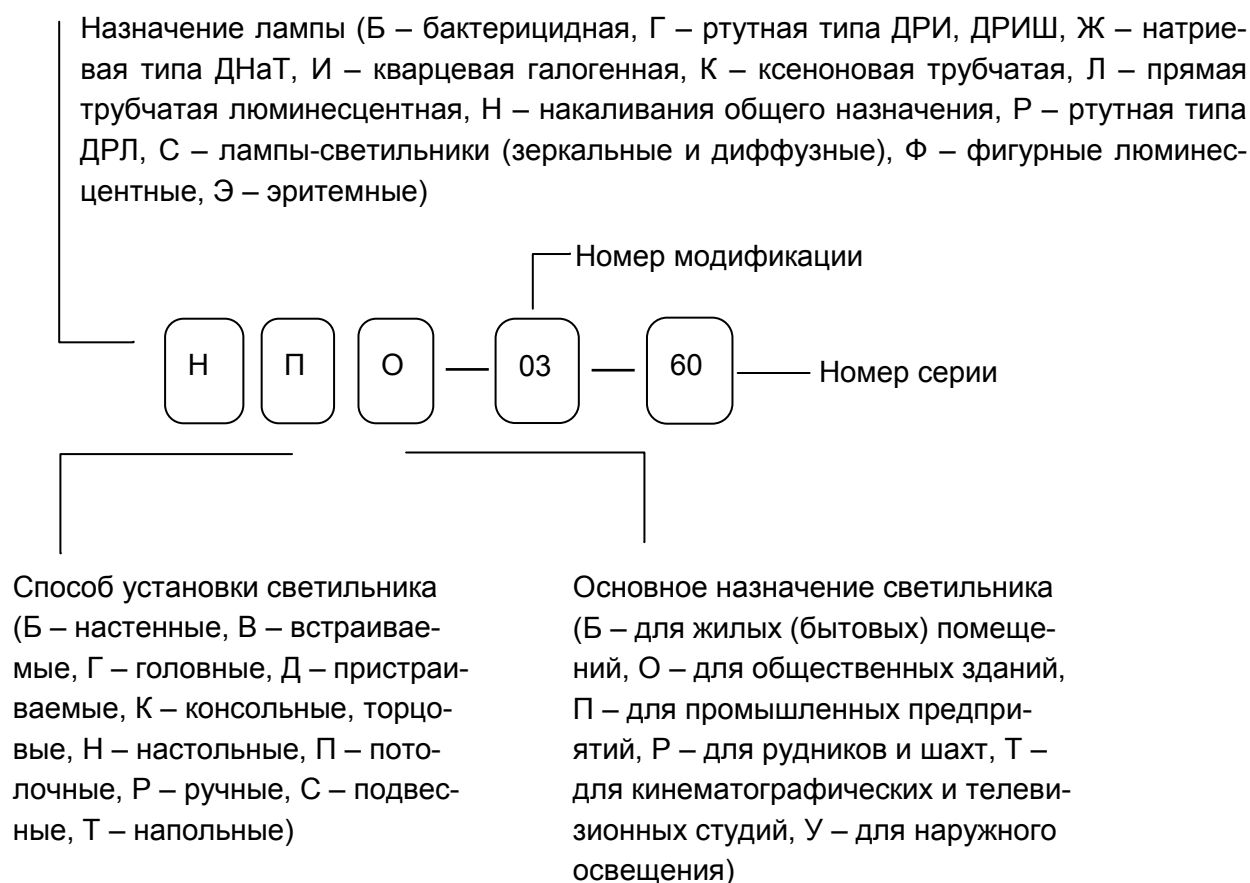 Назначение лампы (Б – бактерицидная, Г – ртутная типа ДРИ, ДРИШ, Ж – натрие-
вая типа ДНаТ, И – кварцевая галогенная, К – ксеноновая трубчатая, Л – прямая
трубчатая люминесцентная, Н – накаливания общего назначения, Р – ртутная типа
ДРЛ, С – лампы-светильники (зеркальные и диффузные), Ф – фигурные люминес-
центные, Э – эритемные)
Номер модификации
Н П О — 03 — 60 Номер серии
Способ установки светильника
(Б – настенные, В – встраивае-
мые, Г – головные, Д – пристраи-
ваемые, К – консольные, торцо-
вые, Н – настольные, П – пото-
лочные, Р – ручные, С – подвес-
ные, Т – напольные)
Основное назначение светильника
(Б – для жилых (бытовых) помеще-
ний, О – для общественных зданий,
П – для промышленных предпри-
ятий, Р – для рудников и шахт, Т –
для кинематографических и телеви-
зионных студий, У – для наружного
освещения)